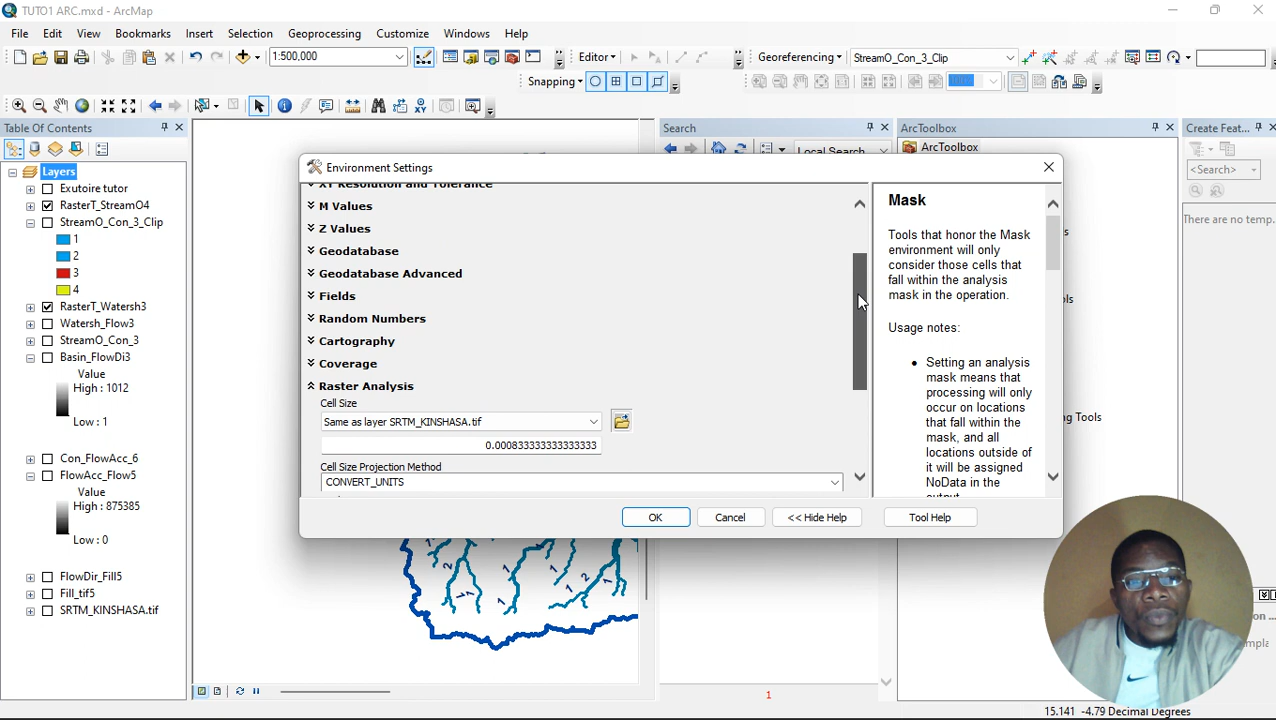 TUTO1 ARC.mxd - ArcMap
File Edit View Bookmarks Insert Selection Geoprocessing Customize Windows Help
1:500,000
Editor
Georeferencing
StreamO_Con_3_Clip
Snapping
Table Of Contents
Layers
Exutoire tutor
RasterT_StreamO4
StreamO_Con_3_Clip
1
2
3
4
RasterT_Watersh3
Watersh_Flow3
StreamO_Con_3
Basin_FlowDi3
Value
High : 1012
Low : 1
Con_FlowAcc_6
FlowAcc_Flow5
Value
High : 875385
Low : 0
FlowDir_Fill5
Fill_tif5
SRTM_KINSHASA.tif
Search
Local Search
ArcToolbox
ArcToolbox
Create Feat...
<Search>
There are no temp.
Environment Settings
XY Resolution and Tolerance
M Values
Z Values
Geodatabase
Geodatabase Advanced
Fields
Random Numbers
Cartography
Coverage
Raster Analysis
Cell Size
Same as layer SRTM_KINSHASA.tif
0.000833333333333333
Cell Size Projection Method
CONVERT_UNITS
OK
Cancel
<< Hide Help
Tool Help
Mask
Tools that honor the Mask
environment will only
consider those cells that
fall within the analysis
mask in the operation.
Usage notes:
• Setting an analysis
mask means that
processing will only
occur on locations
that fall within the
mask, and all
locations outside of
it will be assigned
NoData in the
output.
ng Tools
1
15.141 -4.79 Decimal Degrees